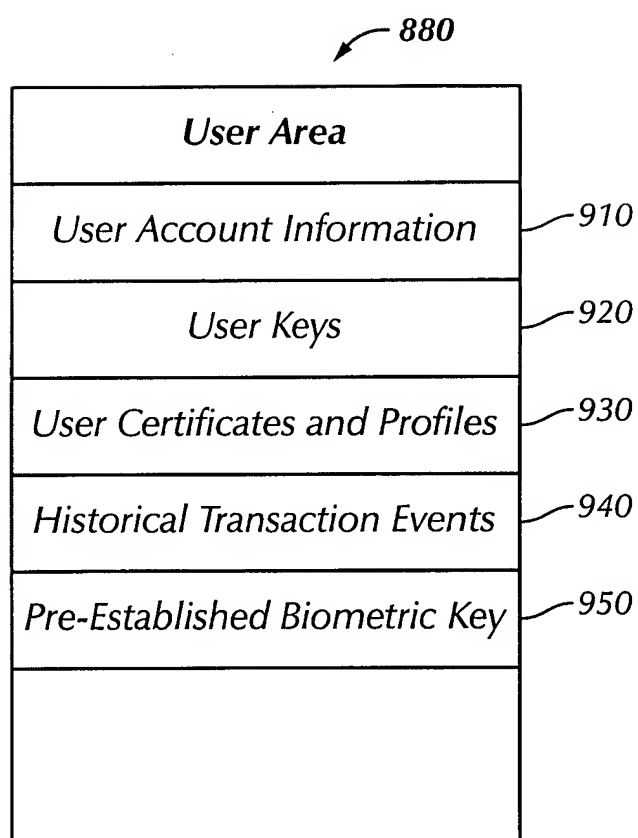 880
User Area
User Account Information
910
User Keys
920
User Certificates and Profiles
930
Historical Transaction Events
940
Pre-Established Biometric Key
950